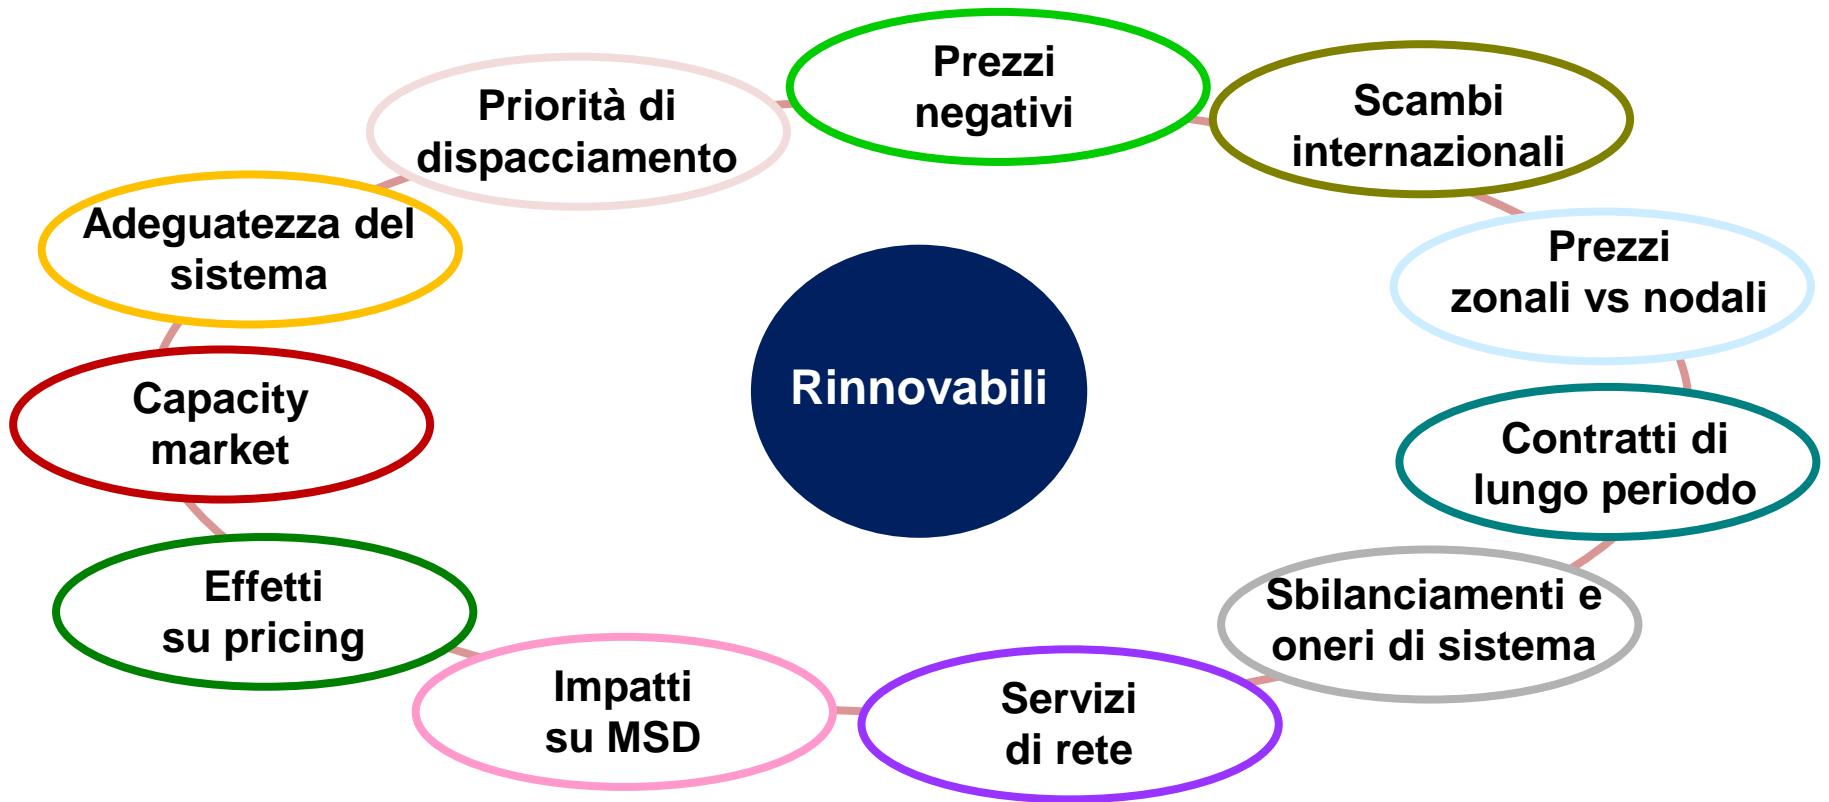 Prezzi
negativi
Scambi
internazionali
Prezzi
zonali vs nodali
Contratti di
lungo periodo
Sbilanciamenti e
oneri di sistema
Servizi
di rete
Impatti
su MSD
Effetti
su pricing
Capacity
market
Adeguatezza del
sistema
Priorità di
dispacciamento
Rinnovabili